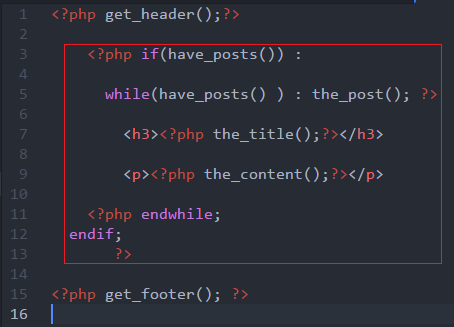 1 <?php get_header();?>
2
3 <?php if(have_posts()) :
4
5 while(have_posts() ) : the_post(); ?>
6
7 <h3><?php the_title();?></h3>
8
9 <p><?php the_content();?></p>
10
11 <?php endwhile;
12 endif;
13 ?>
14
15 <?php get_footer(); ?>
16